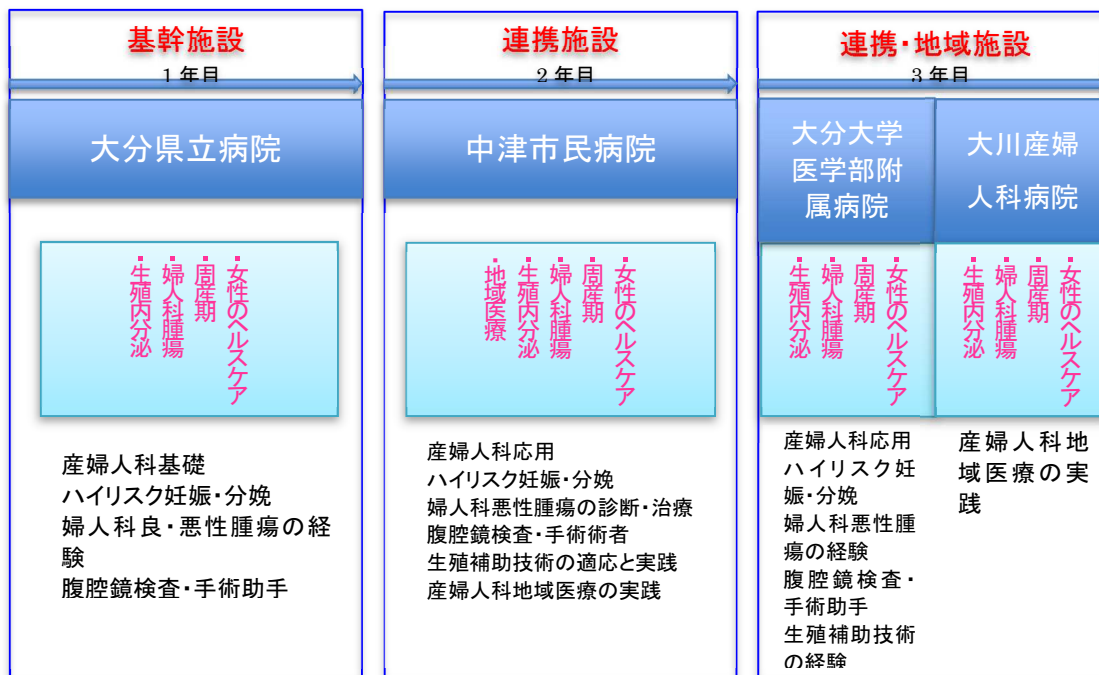 基幹施設
1年目
大分県立病院
・女性のヘルスケア
・周産期
・婦人科腫瘍
・生殖内分泌
産婦人科基礎
ハイリスク妊娠・分娩
婦人科良・悪性腫瘍の経
験
腹腔鏡検査・手術助手
連携施設
2年目
中津市民病院
・女性のヘルスケア
・周産期
・婦人科腫瘍
・生殖内分泌
・地域医療
産婦人科応用
ハイリスク妊娠・分娩
婦人科悪性腫瘍の診断・治療
腹腔鏡検査・手術術者
生殖補助技術の適応と実践
産婦人科地域医療の実践
連携・地域施設
3年目
大分大学
医学部附
属病院
・女性のヘルスケア
・周産期
・婦人科腫瘍
・生殖内分泌
産婦人科応用
ハイリスク妊
娠・分娩
婦人科悪性腫
瘍の経験
腹腔鏡検査・
手術助手
生殖補助技術
の経験
大川産婦
人科病院
・女性のヘルスケア
・周産期
・婦人科腫瘍
・生殖内分泌
産婦人科地
域医療の実
践